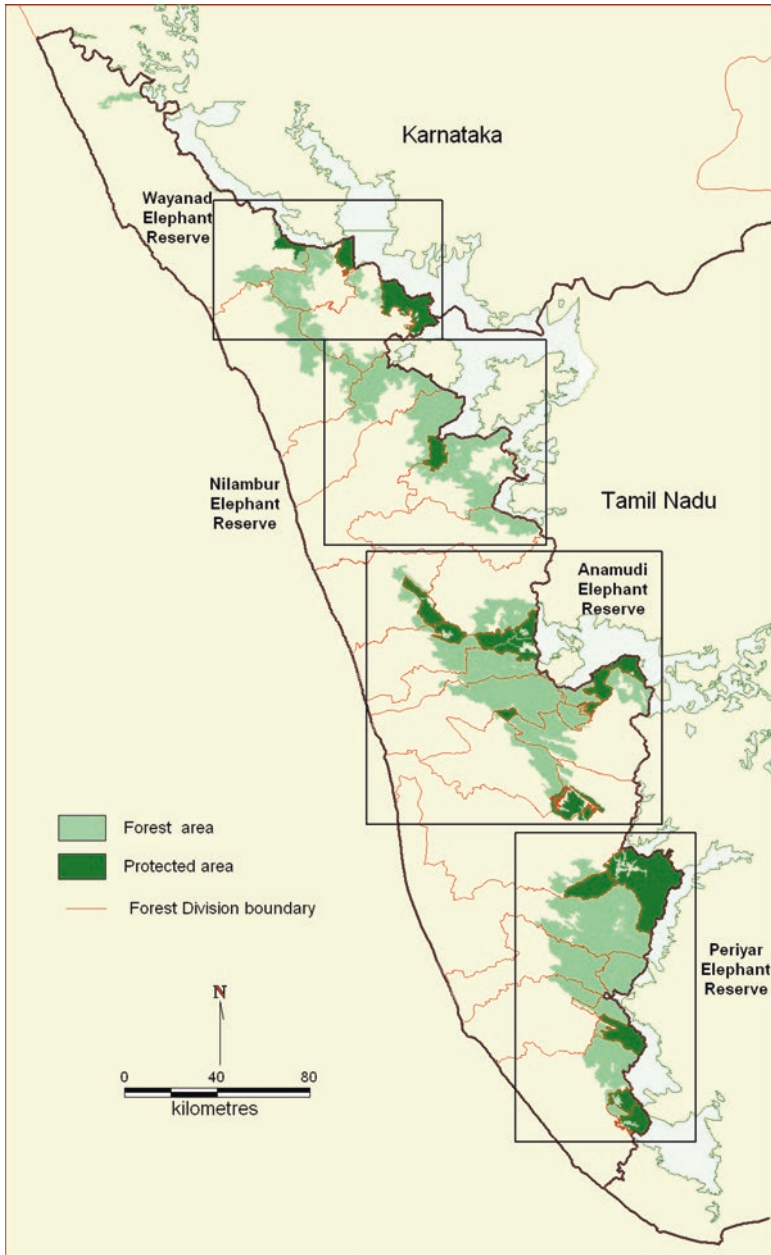 Karnataka
Wayanad
Elephant
Reserve
Nilambur
Elephant
Reserve
Tamil Nadu
Anamudi
Elephant
Reserve
Forest area
Protected area
Forest Division boundary
Periyar
Elephant
Reserve
N
0 40 80
kilometres